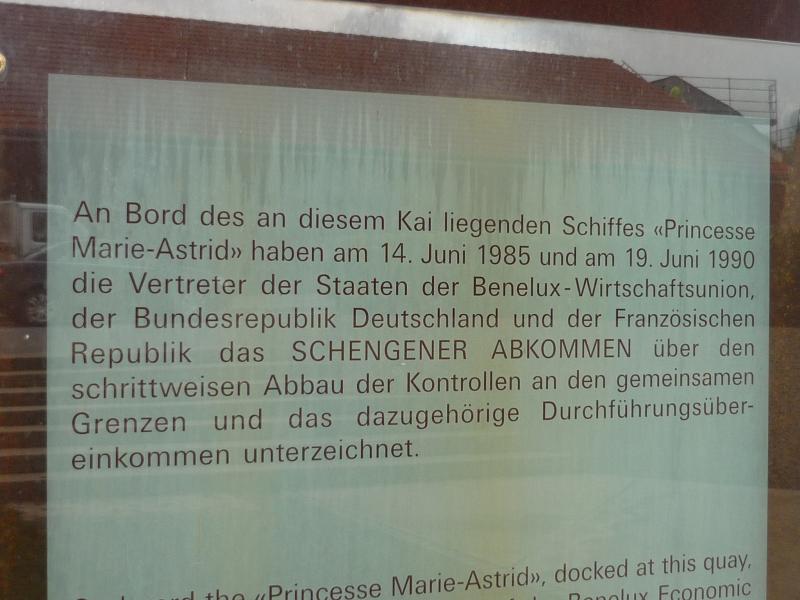 An Bord des an diesem Kai liegenden Schiffes «Princesse
Marie-Astrid» haben am 14. Juni 1985 und am 19. Juni 1990
die Vertreter der Staaten der Benelux-Wirtschaftsunion,
der Bundesrepublik Deutschland und der Französischen
Republik das SCHENGENER ABKOMMEN über den
schrittweisen Abbau der Kontrollen an den gemeinsamen
Grenzen und das dazugehörige Durchführungsüber-
einkommen unterzeichnet.
the «Princesse Marie-Astrid», docked at this quay,
Benelux Economic